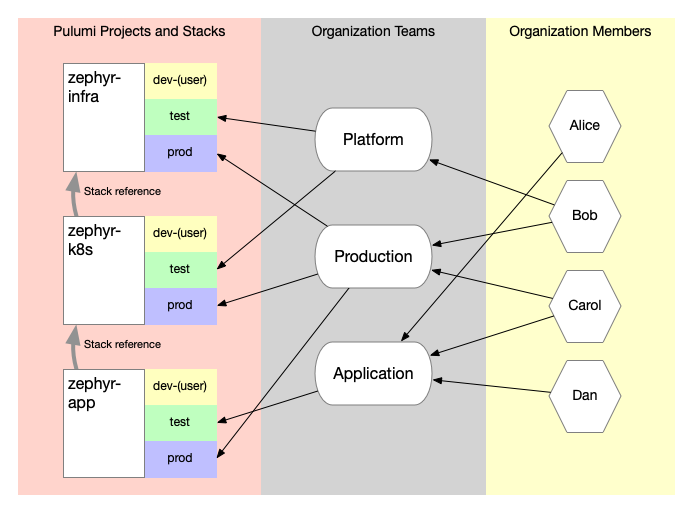 Pulumi Projects and Stacks
Organization Teams
Organization Members
zephyr-
infra
dev-(user)
test
prod
Stack reference
zephyr-
k8s
dev-(user)
test
prod
Stack reference
zephyr-
app
dev-(user)
test
prod
Platform
Production
Application
Alice
Bob
Carol
Dan